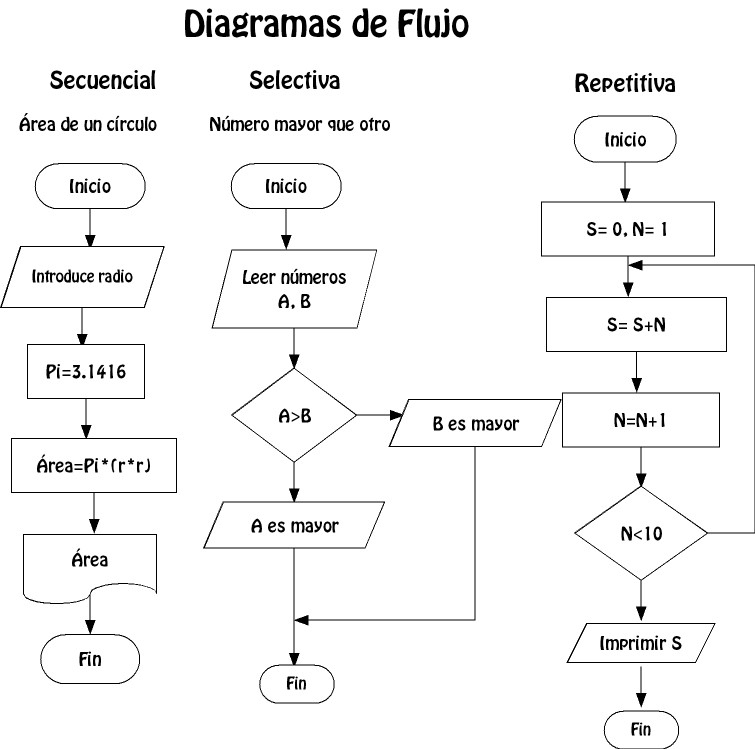 Diagramas de Flujo
Secuencial
Área de un círculo
Inicio
Introduce radio
Pi=3.1416
Área=Pi*(r*r)
Área
Fin
Selectiva
Número mayor que otro
Inicio
Leer números
A, B
A>B
B es mayor
A es mayor
Fin
Repetitiva
Inicio
S= 0, N= 1
S= S+N
N=N+1
N<10
Imprimir S
Fin